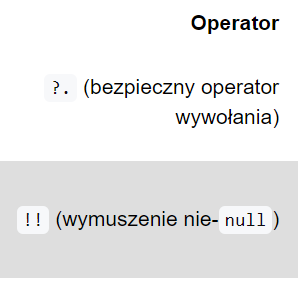 Operator
?. (bezpieczny operator
wywołania)
!! (wymuszenie nie-null)